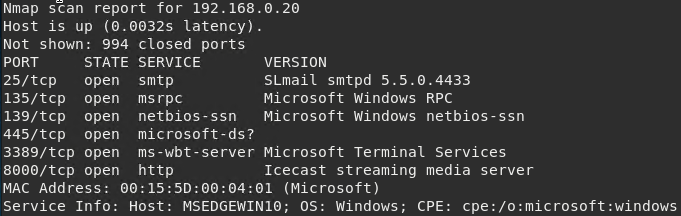 Nmap scan report for 192.168.0.20
Host is up (0.0032s latency).
Not shown: 994 closed ports
PORT     STATE SERVICE       VERSION
25/tcp   open  smtp          SLmail smtpd 5.5.0.4433
135/tcp  open  msrpc         Microsoft Windows RPC
139/tcp  open  netbios-ssn   Microsoft Windows netbios-ssn
445/tcp  open  microsoft-ds?
3389/tcp open  ms-wbt-server Microsoft Terminal Services
8000/tcp open  http          Icecast streaming media server
MAC Address: 00:15:5D:00:04:01 (Microsoft)
Service Info: Host: MSEDGEWIN10; OS: Windows; CPE: cpe:/o:microsoft:windows